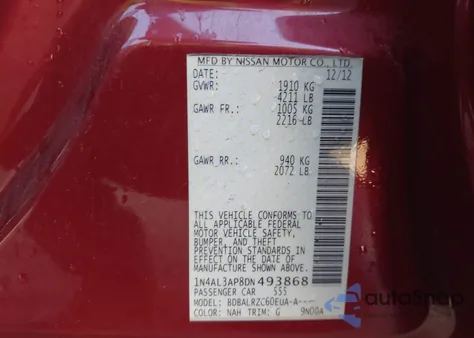 MFD BY NISSAN MOTOR CO., LTD.
DATE: 12/12
GVWR: 1910 KG
4211 LB
GAWR FR.: 1005 KG
2216 LB
GAWR RR.: 940 KG
2072 LB
THIS VEHICLE CONFORMS TO
ALL APPLICABLE FEDERAL
MOTOR VEHICLE SAFETY,
BUMPER, AND THEFT
PREVENTION STANDARDS IN
EFFECT ON THE DATE OF
MANUFACTURE SHOWN ABOVE.
1N4AL3AP8DN493868
PASSENGER CAR 555
MODEL: BDBALRZC60EUA-A----
COLOR: NAH TRIM: G 9N00A
AutoSnap